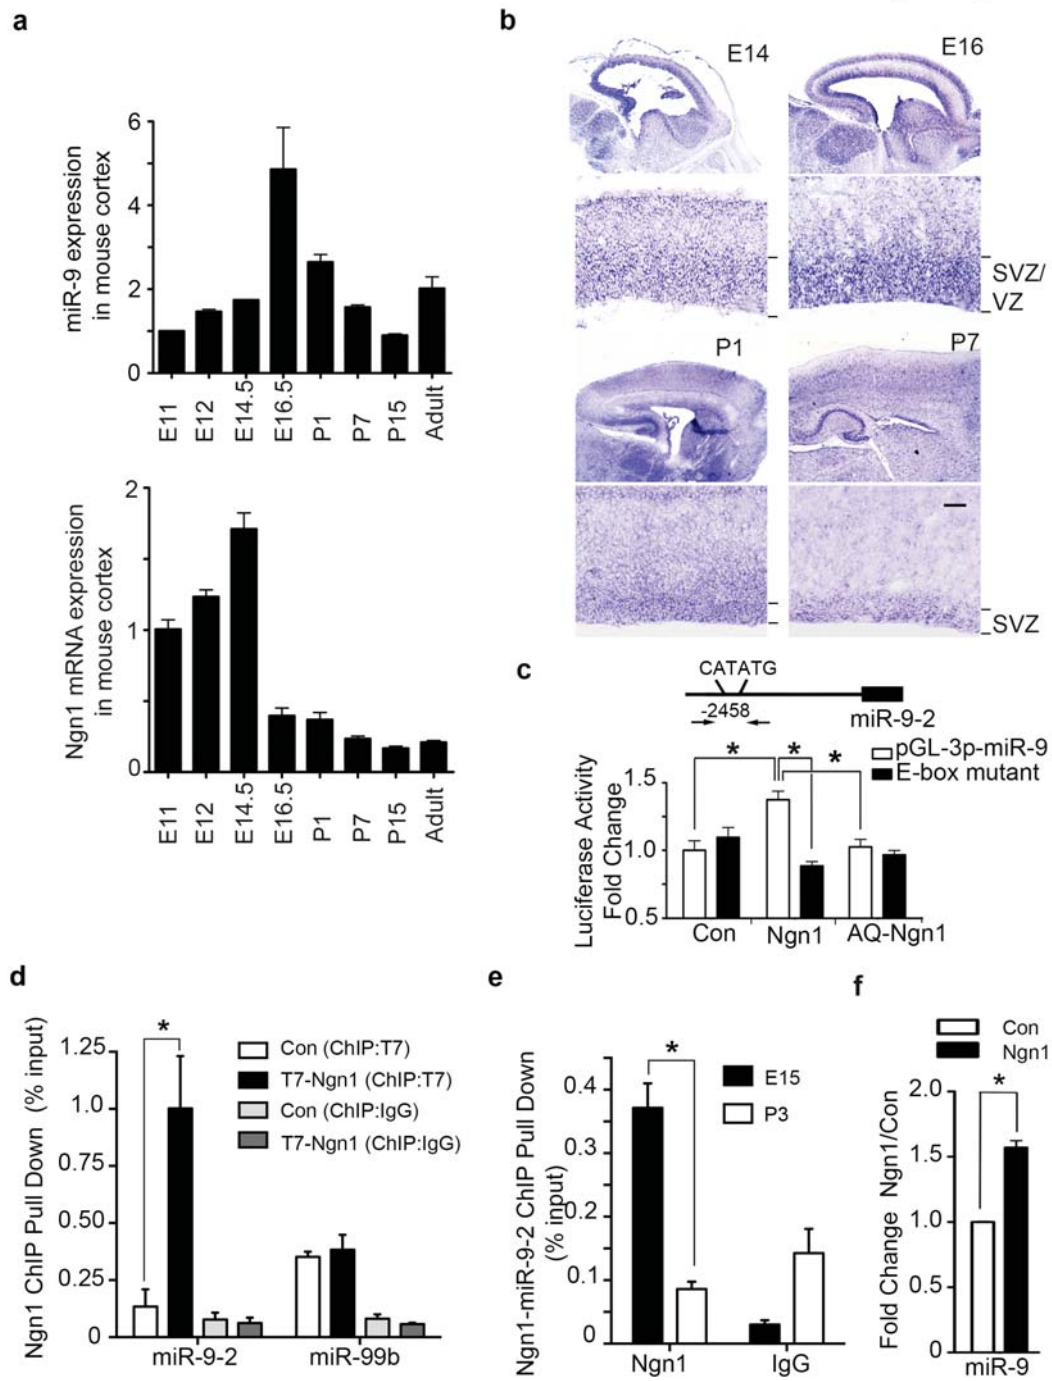 a
miR-9 expression
in mouse cortex
6
4
2
0
E11
E12
E14.5
E16.5
P1
P7
P15
Adult
Ngn1 mRNA expression
in mouse cortex
2
1
0
E11
E12
E14.5
E16.5
P1
P7
P15
Adult
b
E14
E16
SVZ/
VZ
P1
P7
SVZ
c
CATATG
-2458
miR-9-2
pGL-3p-miR-9
E-box mutant
* * *
Luciferase Activity
Fold Change
1.5
1.0
0.5
Con Ngn1 AQ-Ngn1
d
Ngn1 ChIP Pull Down (% input)
1.25
1.0
0.75
0.50
0.25
0
*
Con (ChIP:T7)
T7-Ngn1 (ChIP:T7)
Con (ChIP:IgG)
T7-Ngn1 (ChIP:IgG)
miR-9-2 miR-99b
e
Ngn1-miR-9-2 ChIP Pull Down
(% input)
0.4
0.3
0.2
0.1
0
*
E15
P3
Ngn1 IgG
f
Con
Ngn1
Fold Change Ngn1/Con
2.0
1.5
1.0
0.5
0
*
miR-9